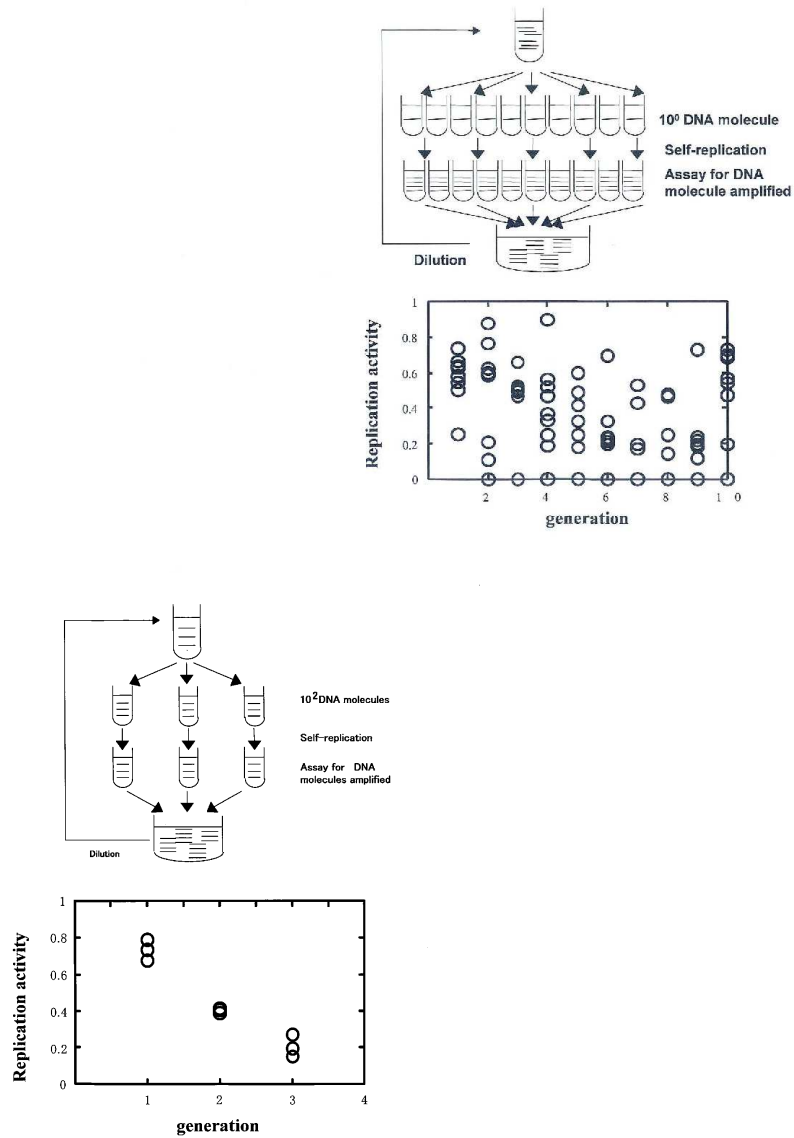 10⁰ DNA molecule
Self-replication
Assay for DNA
molecule amplified
Dilution
Replication activity
1
0.8
0.6
0.4
0.2
0
2 4 6 8 1 0
generation
10² DNA molecules
Self-replication
Assay for DNA
molecules amplified
Dilution
Replication activity
1
0.8
0.6
0.4
0.2
0
1 2 3 4
generation